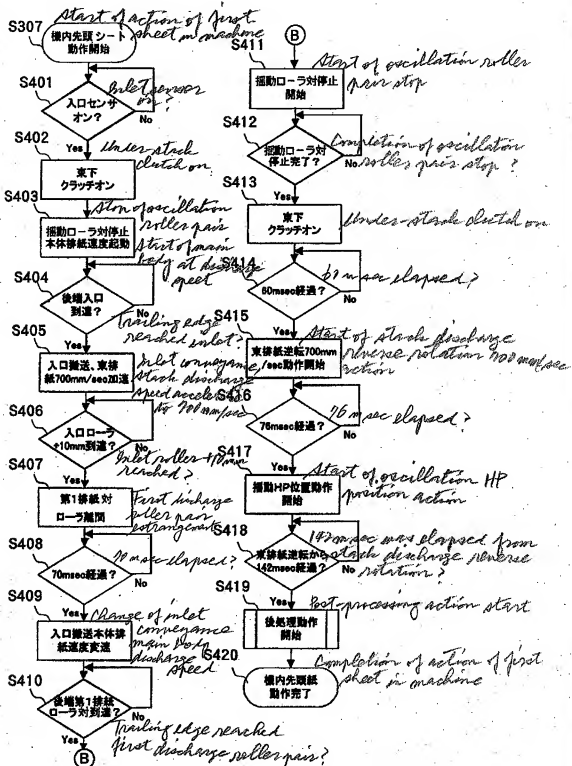 S307
機内先頭シート
動作開始
Start of action of first
sheet in machine
S401
入口センサ
オン?
Inlet sensor
on?
No
Yes
S402
束下
クラッチオン
Under-stack
clutch on
S403
揺動ローラ対停止
本体排紙速度起動
Stop of oscillation
roller pair
Start of main
body at discharge
speed
S404
後端入口
到達?
No
Trailing edge
reached inlet?
Yes
S405
入口搬送、束排
紙700mm/sec加速
Inlet conveyance,
stack discharge
speed accelerated
to 700 mm/sec
S406
入口ローラ
+10mm到達?
No
Inlet roller +10 mm
reached?
Yes
S407
第1排紙対
ローラ離間
First discharge
roller pair
estrangement
S408
70msec経過?
70 msec elapsed?
No
Yes
S409
入口搬送本体排
紙速度変速
Change of inlet
conveyance
main body
discharge
speed
S410
後端第1排紙
ローラ対到達?
No
Trailing edge reached
first discharge roller pair?
Yes
B
B
S411
揺動ローラ対停止
開始
Start of oscillation roller
pair stop
S412
揺動ローラ対
停止完了?
No
Completion of oscillation
roller pair stop?
Yes
S413
束下
クラッチオン
Under-stack clutch on
S414
60msec経過?
60 msec elapsed?
No
Yes
S415
束排紙逆転700mm
/sec動作開始
Start of stack discharge
reverse rotation 700 mm/sec
action
S416
76msec経過?
76 msec elapsed?
No
Yes
S417
揺動HP位置動作
開始
Start of oscillation HP
position action
S418
束排紙逆転から
142msec経過?
142 msec was elapsed from
stack discharge reverse
rotation?
No
Yes
S419
後処理動作
開始
Post-processing action start
S420
機内先頭紙
動作完了
Completion of action of first
sheet in machine